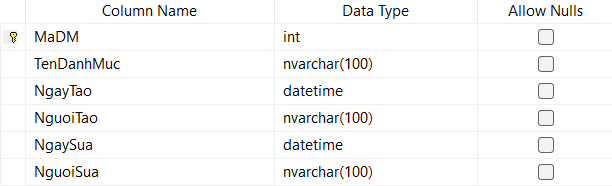 Column Name Data Type Allow Nulls
MaDM int
TenDanhMuc nvarchar(100)
NgayTao datetime
NguoiTao nvarchar(100)
NgaySua datetime
NguoiSua nvarchar(100)